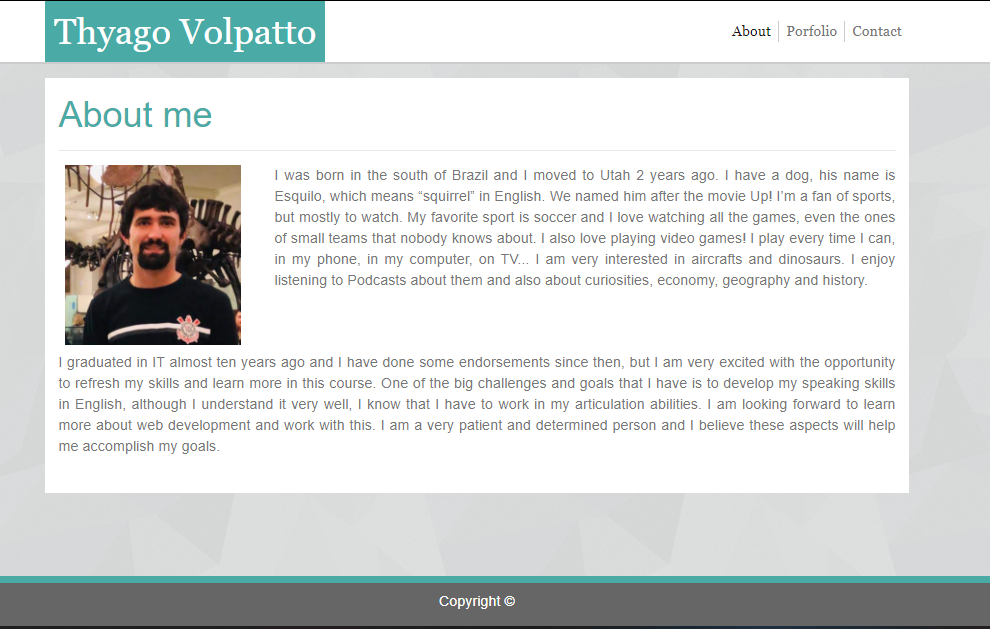 Thyago Volpatto
About
Porfolio
Contact
About me
I was born in the south of Brazil and I moved to Utah 2 years ago. I have a dog, his name is
Esquilo, which means “squirrel” in English. We named him after the movie Up! I’m a fan of sports,
but mostly to watch. My favorite sport is soccer and I love watching all the games, even the ones
of small teams that nobody knows about. I also love playing video games! I play every time I can,
in my phone, in my computer, on TV... I am very interested in aircrafts and dinosaurs. I enjoy
listening to Podcasts about them and also about curiosities, economy, geography and history.
I graduated in IT almost ten years ago and I have done some endorsements since then, but I am very excited with the opportunity
to refresh my skills and learn more in this course. One of the big challenges and goals that I have is to develop my speaking skills
in English, although I understand it very well, I know that I have to work in my articulation abilities. I am looking forward to learn
more about web development and work with this. I am a very patient and determined person and I believe these aspects will help
me accomplish my goals.
Copyright ©